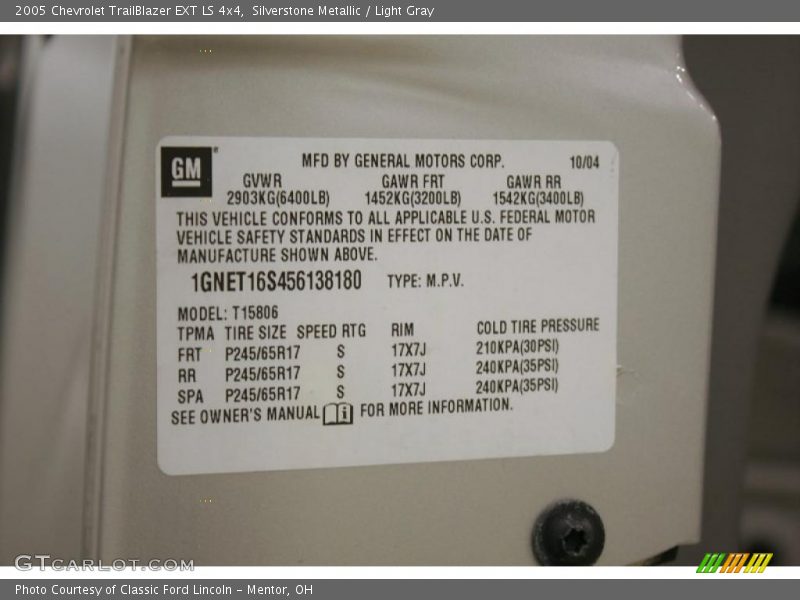 2005 Chevrolet TrailBlazer EXT LS 4x4, Silverstone Metallic / Light Gray
GM
MFD BY GENERAL MOTORS CORP. 10/04
GVWR GAWR FRT GAWR RR
2903KG(6400LB) 1452KG(3200LB) 1542KG(3400LB)
THIS VEHICLE CONFORMS TO ALL APPLICABLE U.S. FEDERAL MOTOR
VEHICLE SAFETY STANDARDS IN EFFECT ON THE DATE OF
MANUFACTURE SHOWN ABOVE.
1GNET16S456138180 TYPE: M.P.V.
MODEL: T15806
TPMA TIRE SIZE SPEED RTG RIM COLD TIRE PRESSURE
FRT P245/65R17 S 17X7J 210KPA(30PSI)
RR P245/65R17 S 17X7J 240KPA(35PSI)
SPA P245/65R17 S 17X7J 240KPA(35PSI)
SEE OWNER'S MANUAL FOR MORE INFORMATION.
GTCARLOT.COM
Photo Courtesy of Classic Ford Lincoln - Mentor, OH